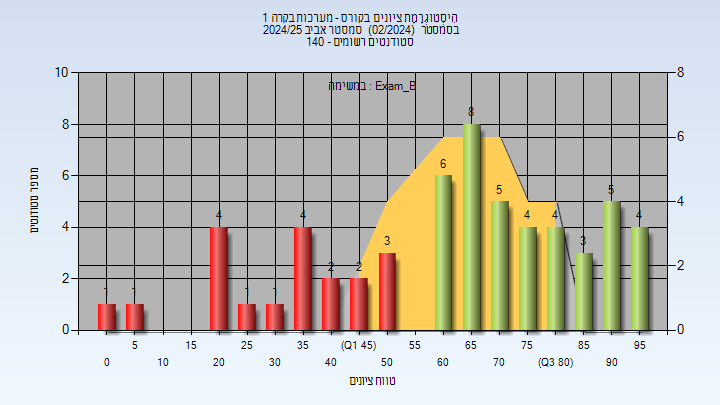 היסטוגרמת ציונים בקורס - מערכות בקרה 1
בסמסטר (02/2024) סמסטר אביב 2024/25
סטודנטים רשומים - 140
במשימה : Exam_B
מספר סטודנטים
10 8 6 4 2 0
8 6 4 2 0
1 1 4 1 1 4 2 2 3 6 8 5 4 4 3 5 4
5 15 25 35 (Q1 45) 55 65 75 85 95
0 10 20 30 40 50 60 70 (Q3 80) 90
טווח ציונים